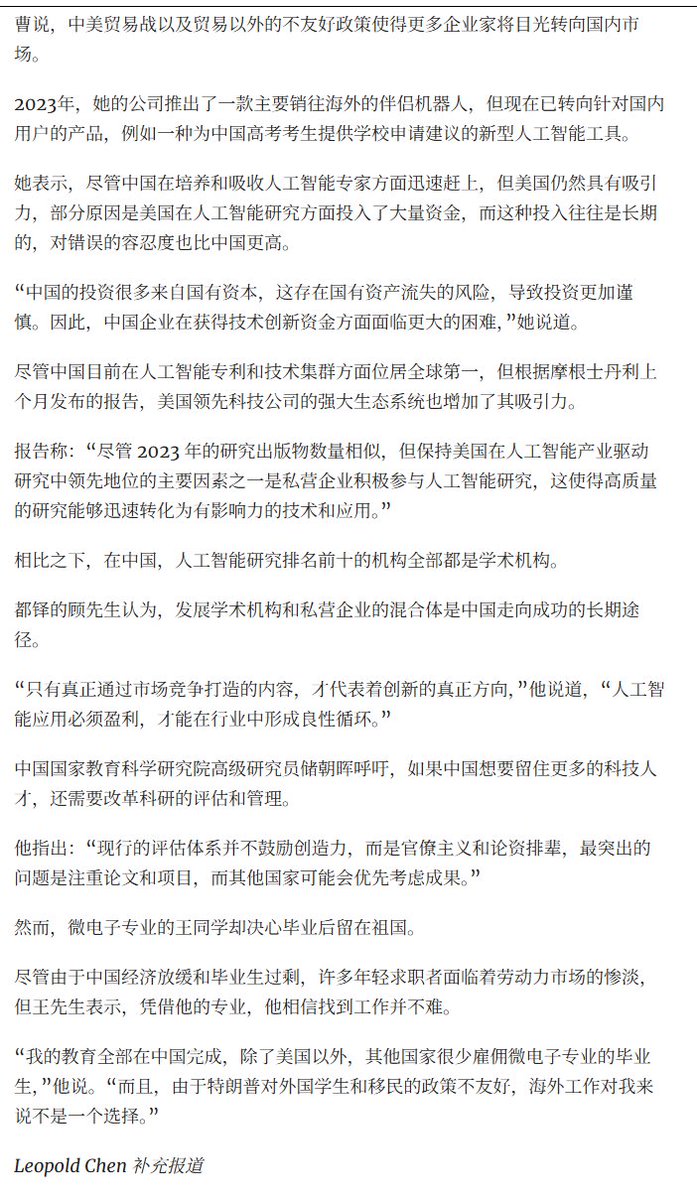 曹说，中美贸易战以及贸易以外的不友好政策使得更多企业家将目光转向国内市
场。
2023年，她的公司推出了一款主要销往海外的伴侣机器人，但现在已转向针对国内
用户的产品，例如一种为中国高考考生提供学校申请建议的新型人工智能工具。
她表示，尽管中国在培养和吸收人工智能专家方面迅速赶上，但美国仍然具有吸引
力，部分原因是美国在人工智能研究方面投入了大量资金，而这种投入往往是长期
的，对错误的容忍度也比中国更高。
“中国的投资很多来自国有资本，这存在国有资产流失的风险，导致投资更加谨
慎。因此，中国企业在获得技术创新资金方面面临更大的困难，”她说道。
尽管中国目前在人工智能专利和技术集群方面位居全球第一，但根据摩根士丹利上
个月发布的报告，美国领先科技公司的强大生态系统也增加了其吸引力。
报告称：“尽管 2023 年的研究出版物数量相似，但保持美国在人工智能产业驱动
研究中领先地位的主要因素之一是私营企业积极参与人工智能研究，这使得高质量
的研究能够迅速转化为有影响力的技术和应用。”
相比之下，在中国，人工智能研究排名前十的机构全部都是学术机构。
都铎的顾先生认为，发展学术机构和私营企业的混合体是中国走向成功的长期途
径。
“只有真正通过市场竞争打造的内容，才代表着创新的真正方向，”他说道，“人工智
能应用必须盈利，才能在行业中形成良性循环。”
中国国家教育科学研究院高级研究员储朝晖呼吁，如果中国想要留住更多的科技人
才，还需要改革科研的评估和管理。
他指出：“现行的评估体系并不鼓励创造力，而是官僚主义和论资排辈，最突出的
问题是注重论文和项目，而其他国家可能会优先考虑成果。”
然而，微电子专业的王同学却决心毕业后留在祖国。
尽管由于中国经济放缓和毕业生过剩，许多年轻求职者面临着劳动力市场的惨淡，
但王先生表示，凭借他的专业，他相信找到工作并不难。
“我的教育全部在中国完成，除了美国以外，其他国家很少雇佣微电子专业的毕业
生，”他说。“而且，由于特朗普对外国学生和移民的政策不友好，海外工作对我来
说不是一个选择。”
Leopold Chen 补充报道